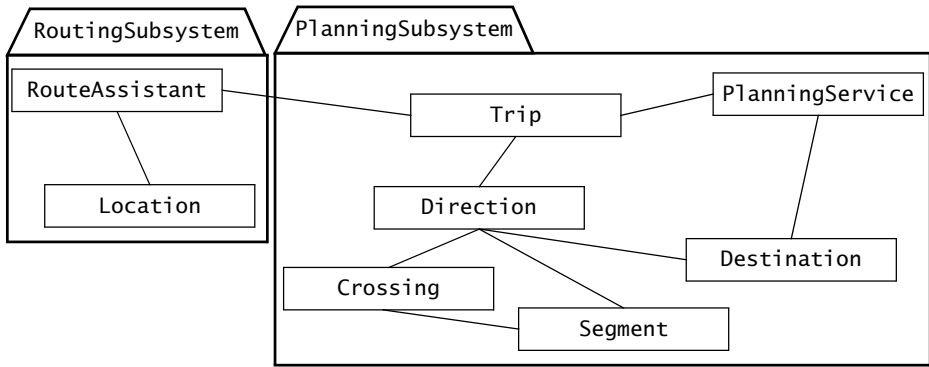 RoutingSubsystem
PlanningSubsystem
RouteAssistant
Trip
PlanningService
Location
Direction
Destination
Crossing
Segment